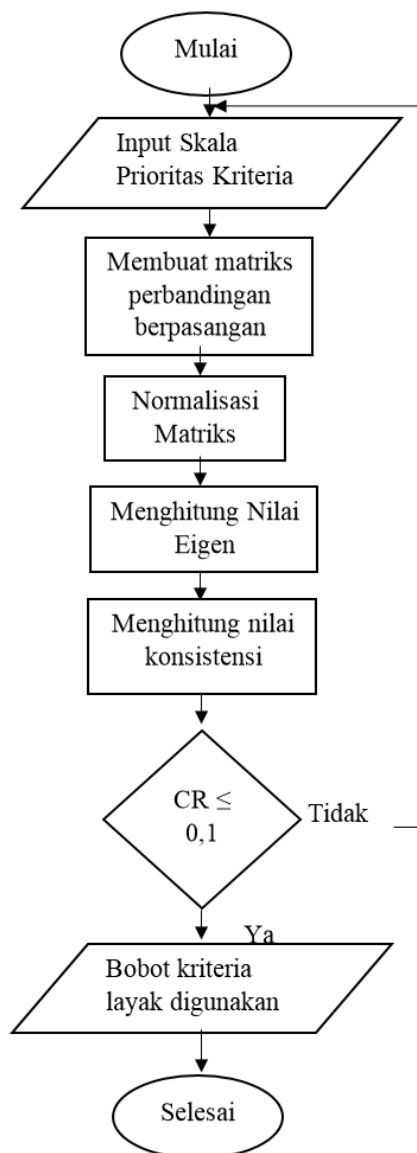 Mulai
Input Skala
Prioritas Kriteria
Membuat matriks
perbandingan
berpasangan
Normalisasi
Matriks
Menghitung Nilai
Eigen
Menghitung nilai
konsistensi
CR ≤
0,1
Tidak
Ya
Bobot kriteria
layak digunakan
Selesai